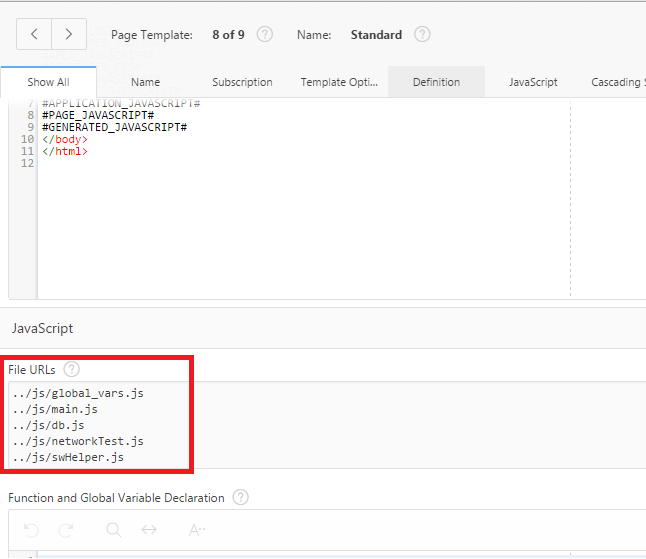 < > Page Template: 8 of 9 ? Name: Standard ?
Show All Name Subscription Template Opti... Definition JavaScript Cascading S
7 #APPLICATION_JAVASCRIPT#
8 #PAGE_JAVASCRIPT#
9 #GENERATED_JAVASCRIPT#
10 </body>
11 </html>
12
JavaScript
File URLs ?
../js/global_vars.js
../js/main.js
../js/db.js
../js/networkTest.js
../js/swHelper.js
Function and Global Variable Declaration ?
A··